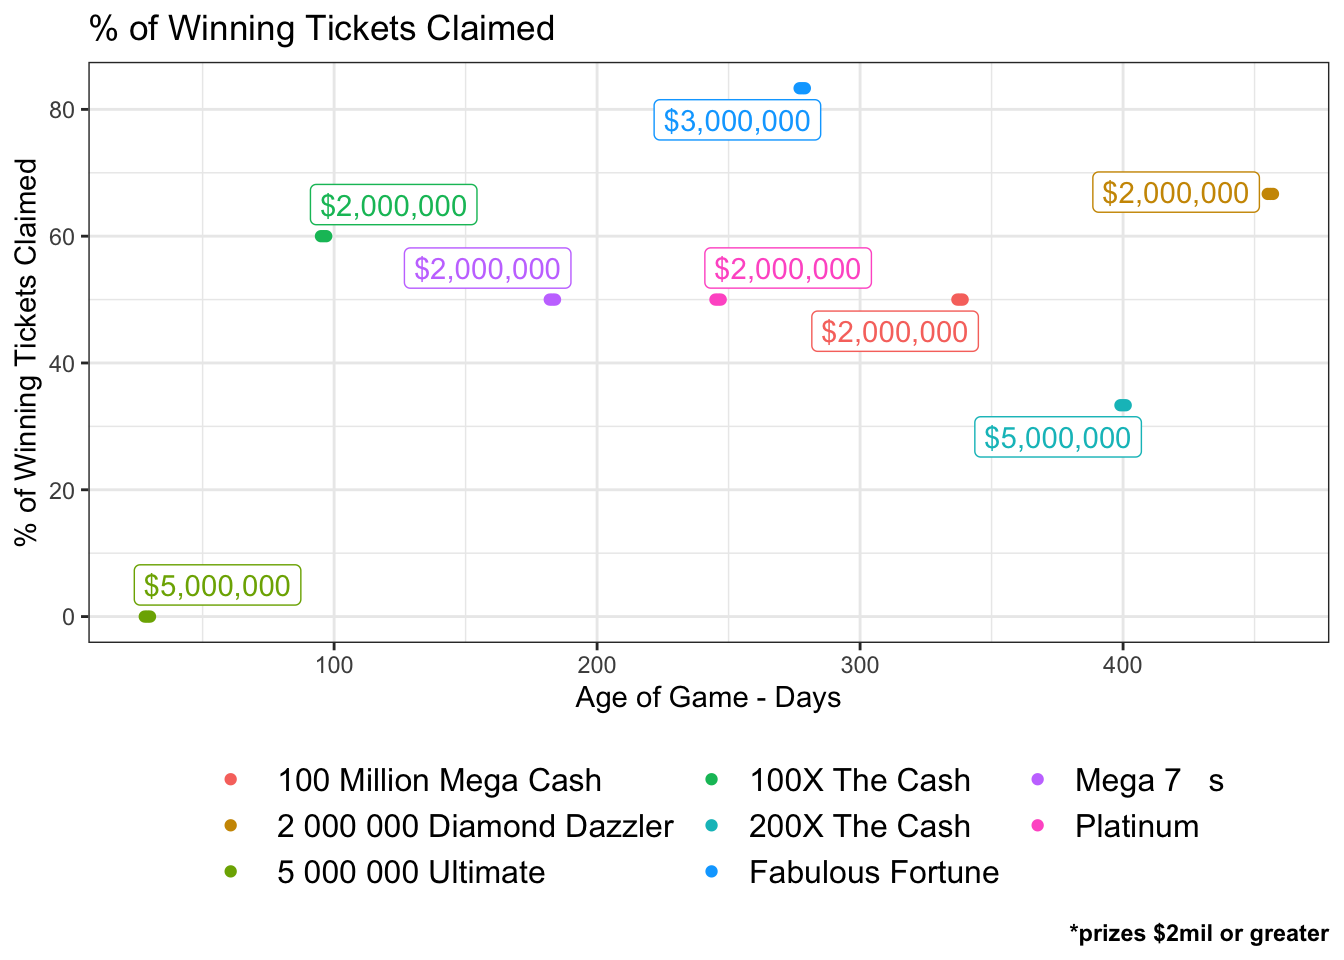 % of Winning Tickets Claimed
% of Winning Tickets Claimed
80
60
40
20
0
$3,000,000
$2,000,000
$2,000,000
$2,000,000
$2,000,000
$2,000,000
$5,000,000
$5,000,000
100 200 300 400
Age of Game - Days
100 Million Mega Cash 100X The Cash Mega 7 s
2 000 000 Diamond Dazzler 200X The Cash Platinum
5 000 000 Ultimate Fabulous Fortune
*prizes $2mil or greater